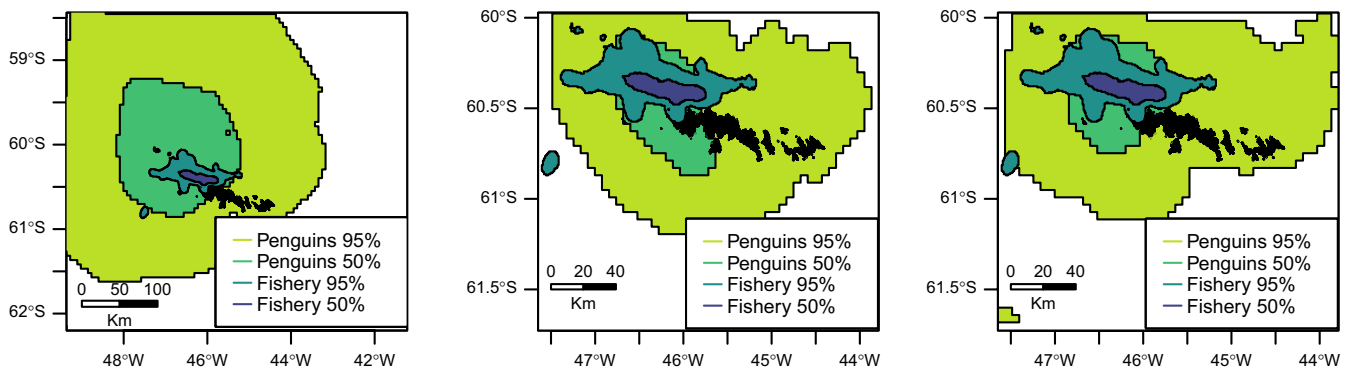 59°S
60°S
61°S
62°S
48°W 46°W 44°W 42°W
0 50 100
Km
Penguins 95%
Penguins 50%
Fishery 95%
Fishery 50%
60°S
60.5°S
61°S
61.5°S
47°W 46°W 45°W 44°W
0 20 40
Km
Penguins 95%
Penguins 50%
Fishery 95%
Fishery 50%
60°S
60.5°S
61°S
61.5°S
47°W 46°W 45°W 44°W
0 20 40
Km
Penguins 95%
Penguins 50%
Fishery 95%
Fishery 50%